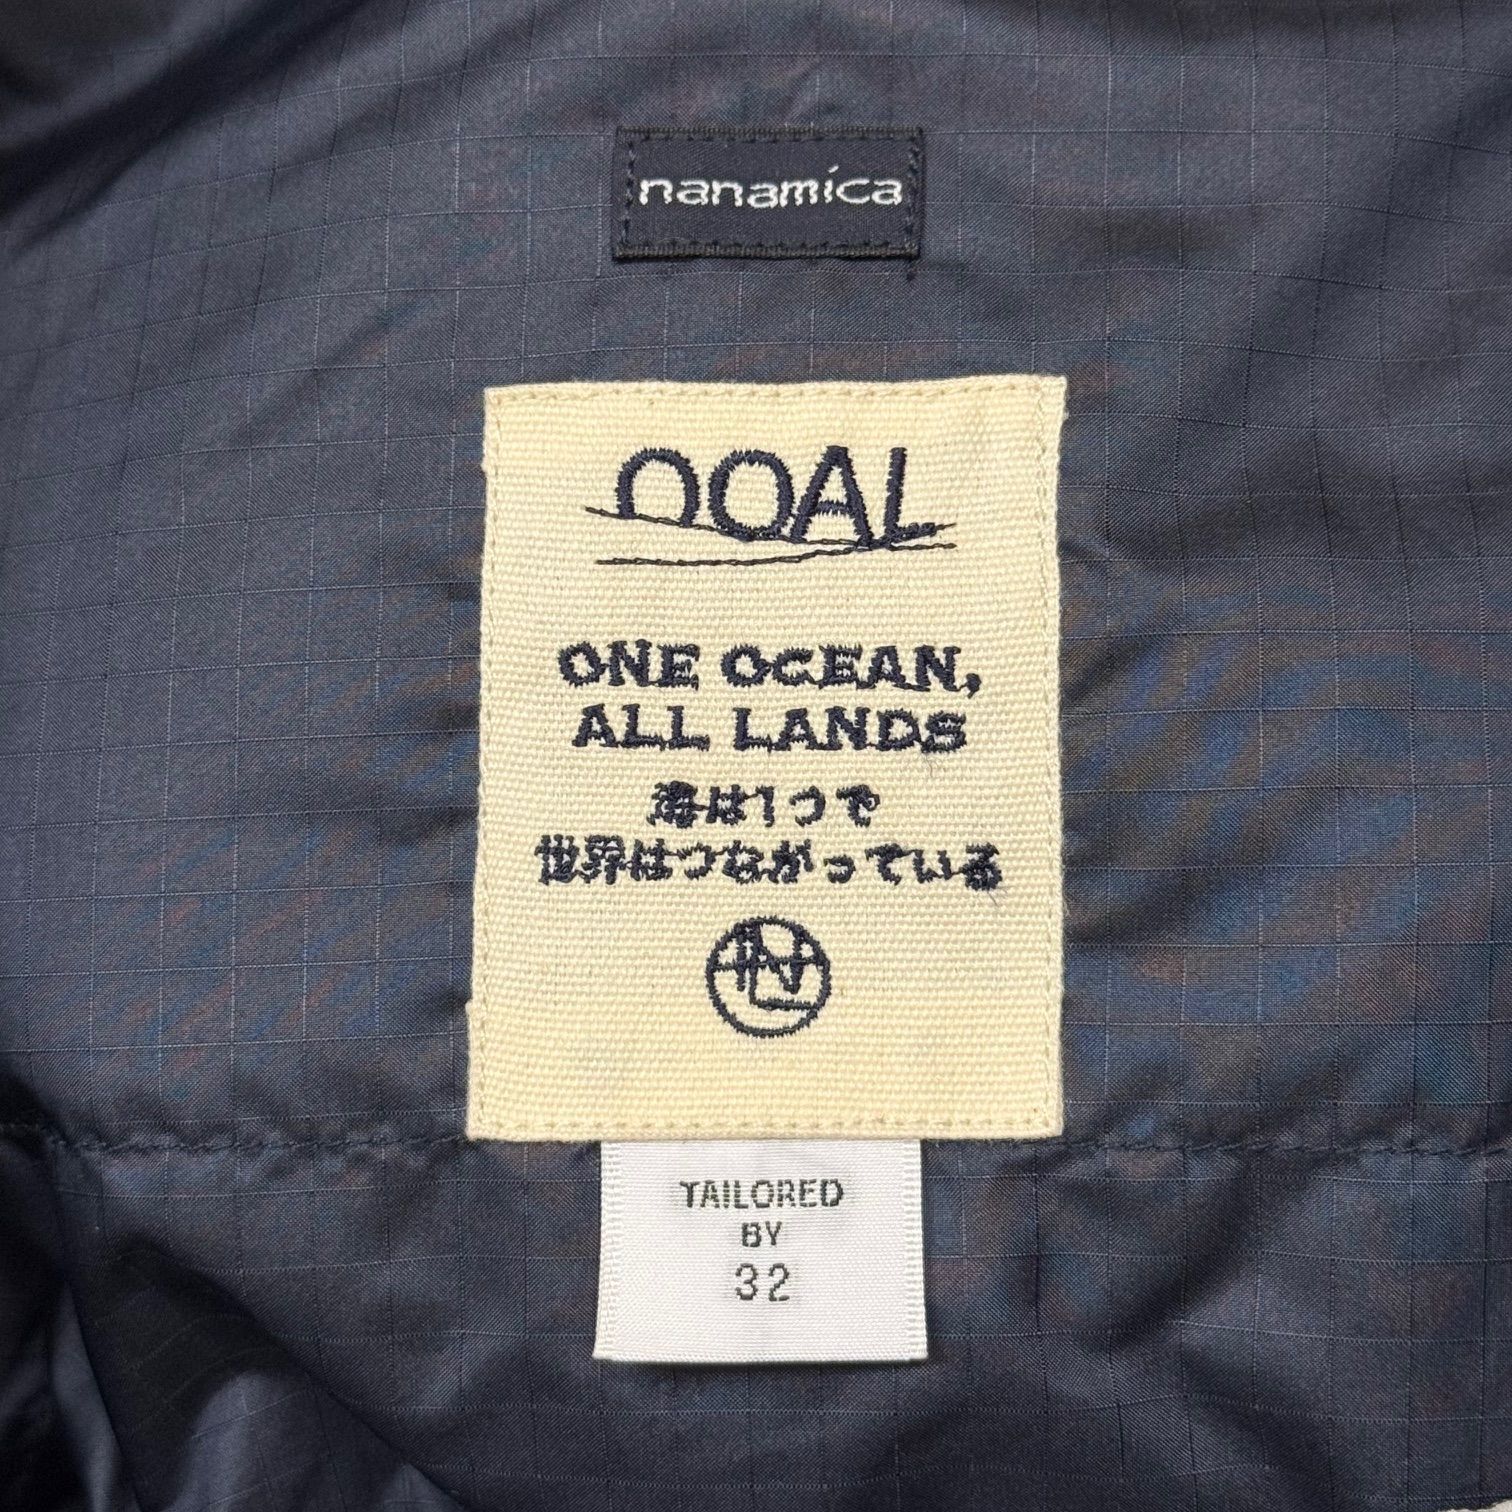 nanamica
OOAL
ONE OCEAN,
ALL LANDS
海は1つで
世界はつながっている
TAILORED
BY
32